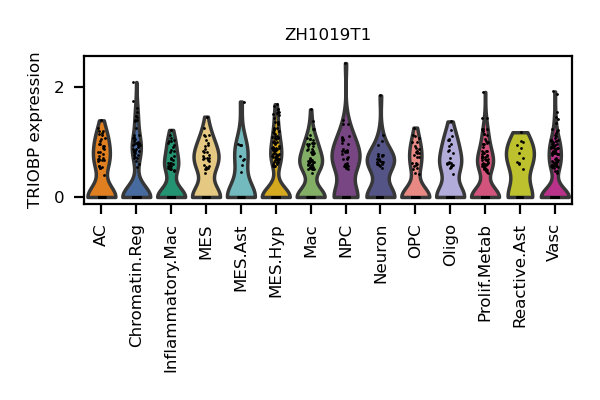 ZH1019T1
TRIOBP expression
2
0
AC
Chromatin.Reg
Inflammatory.Mac
MES
MES.Ast
MES.Hyp
Mac
NPC
Neuron
OPC
Oligo
Prolif.Metab
Reactive.Ast
Vasc